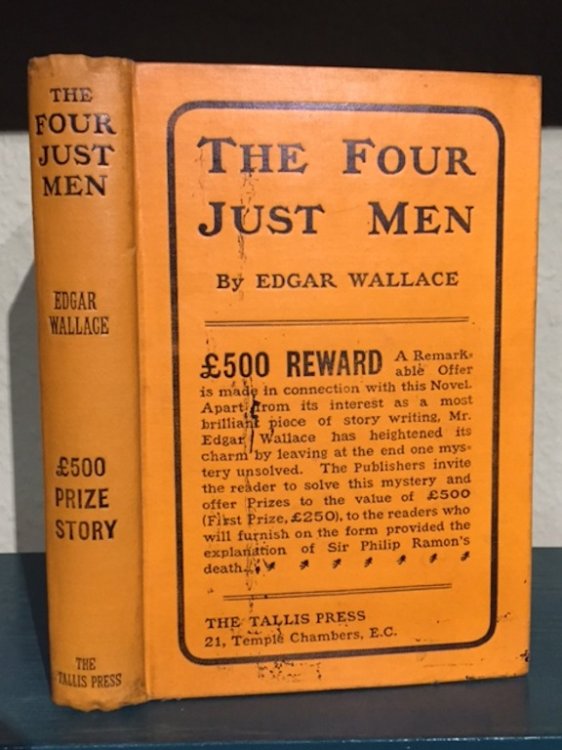 THE
FOUR
JUST
MEN
EDGAR
WALLACE
£500
PRIZE
STORY
THE
TALLIS PRESS
THE FOUR
JUST MEN
By EDGAR WALLACE
£500 REWARD A Remark-
able Offer
is made in connection with this Novel.
Apart from its interest as a most
brilliant piece of story writing, Mr.
Edgar Wallace has heightened its
charm by leaving at the end one mys-
tery unsolved. The Publishers invite
the reader to solve this mystery and
offer Prizes to the value of £500
(First Prize, £250), to the readers who
will furnish on the form provided the
explanation of Sir Philip Ramon's
death.
THE TALLIS PRESS
21, Temple Chambers, E.C.